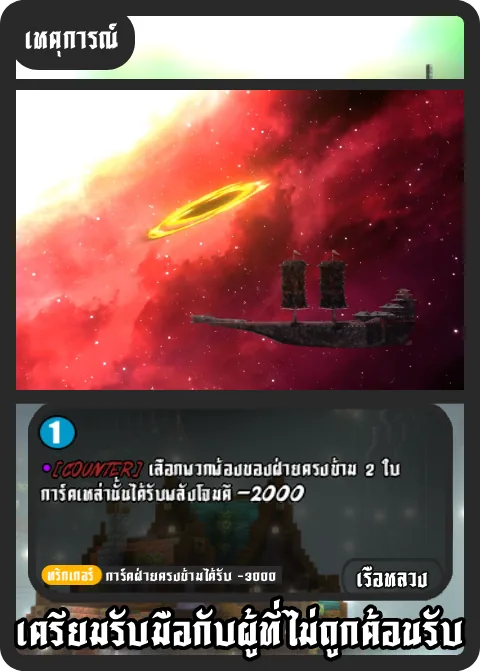 เหตุการณ์
1
•[COUNTER] เลือกพวกพ้องของฝ่ายตรงข้าม 2 ใบ
การ์ดเหล่านั้นได้รับพลังโจมตี -2000
ทริกเกอร์ การ์ดฝ่ายตรงข้ามได้รับ -3000
เรือหลวง
เตรียมรับมือกับผู้ที่ไม่ถูกต้อนรับ